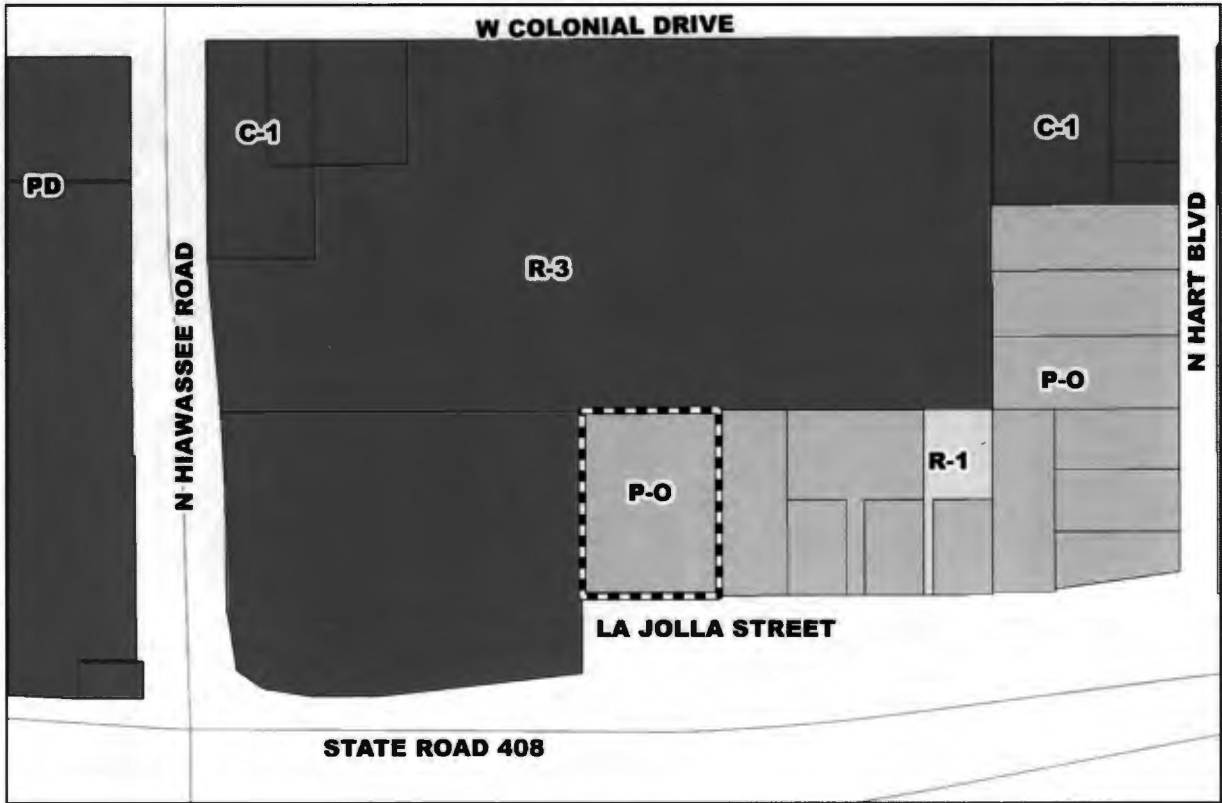 W COLONIAL DRIVE
C-1
C-1
PD
N HIAWASSEE ROAD
R-3
N HART BLVD
P-O
R-1
P-O
LA JOLLA STREET
STATE ROAD 408